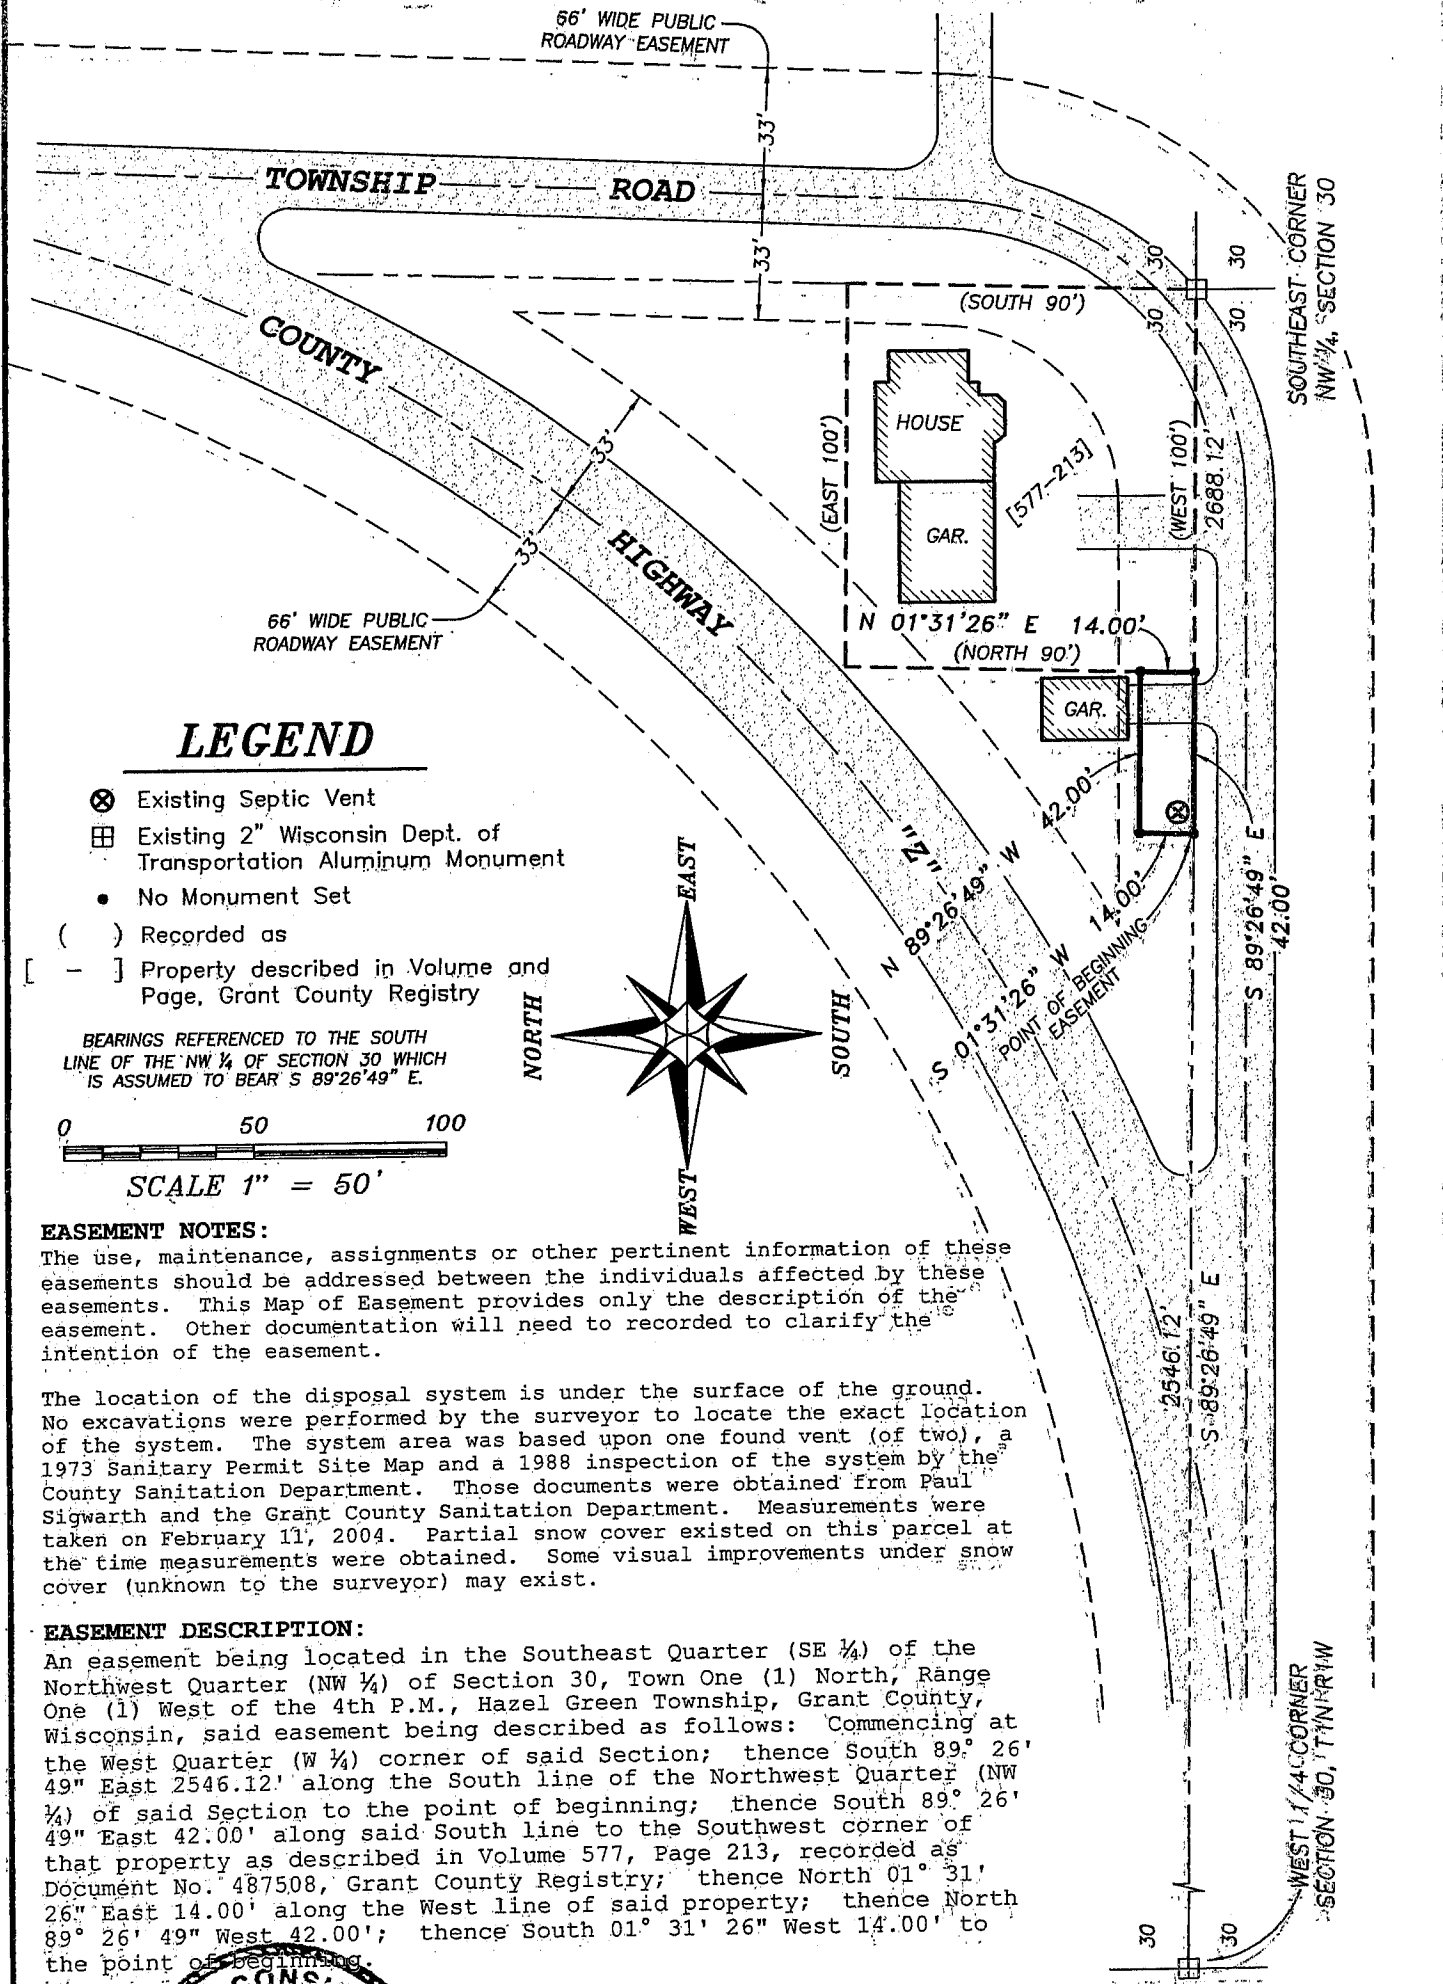 66' WIDE PUBLIC
ROADWAY EASEMENT
33'
TOWNSHIP ROAD
33'
30
30
30
30
SOUTHEAST CORNER
NW ¼, SECTION 30
(SOUTH 90')
COUNTY
HIGHWAY
"Z"
33'
33'
66' WIDE PUBLIC
ROADWAY EASEMENT
HOUSE
GAR.
(EAST 100')
[577-213]
(WEST 100')
2688.12'
N 01°31'26" E 14.00'
(NORTH 90')
GAR.
N 89°26'49" W 42.00'
S 01°31'26" W 14.00'
POINT OF BEGINNING
EASEMENT
S 89°26'49" E
42.00'
LEGEND
Existing Septic Vent
Existing 2" Wisconsin Dept. of
Transportation Aluminum Monument
No Monument Set
( ) Recorded as
[ - ] Property described in Volume and
Page, Grant County Registry
BEARINGS REFERENCED TO THE SOUTH
LINE OF THE NW ¼ OF SECTION 30 WHICH
IS ASSUMED TO BEAR S 89°26'49" E.
0 50 100
SCALE 1" = 50'
EAST
NORTH
SOUTH
WEST
2546.12'
S 89°26'49" E
EASEMENT NOTES:
The use, maintenance, assignments or other pertinent information of these
easements should be addressed between the individuals affected by these
easements. This Map of Easement provides only the description of the
easement. Other documentation will need to recorded to clarify the
intention of the easement.
The location of the disposal system is under the surface of the ground.
No excavations were performed by the surveyor to locate the exact location
of the system. The system area was based upon one found vent (of two), a
1973 Sanitary Permit Site Map and a 1988 inspection of the system by the
County Sanitation Department. Those documents were obtained from Paul
Sigwarth and the Grant County Sanitation Department. Measurements were
taken on February 11, 2004. Partial snow cover existed on this parcel at
the time measurements were obtained. Some visual improvements under snow
cover (unknown to the surveyor) may exist.
EASEMENT DESCRIPTION:
An easement being located in the Southeast Quarter (SE ¼) of the
Northwest Quarter (NW ¼) of Section 30, Town One (1) North, Range
One (1) West of the 4th P.M., Hazel Green Township, Grant County,
Wisconsin, said easement being described as follows: Commencing at
the West Quarter (W ¼) corner of said Section; thence South 89° 26'
49" East 2546.12' along the South line of the Northwest Quarter (NW
¼) of said Section to the point of beginning; thence South 89° 26'
49" East 42.00' along said South line to the Southwest corner of
that property as described in Volume 577, Page 213, recorded as
Document No. 487508, Grant County Registry; thence North 01° 31'
26" East 14.00' along the West line of said property; thence North
89° 26' 49" West 42.00'; thence South 01° 31' 26" West 14.00' to
the point of beginning.
CONS
WEST 1/4 CORNER
SECTION 30, T1N R1W
30
30